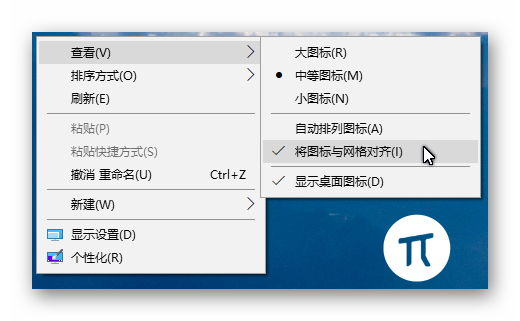 查看(V)
排序方式(O)
刷新(E)
粘贴(P)
粘贴快捷方式(S)
撤消 重命名(U) Ctrl+Z
新建(W)
显示设置(D)
个性化(R)
大图标(R)
中等图标(M)
小图标(N)
自动排列图标(A)
将图标与网格对齐(I)
显示桌面图标(D)
π